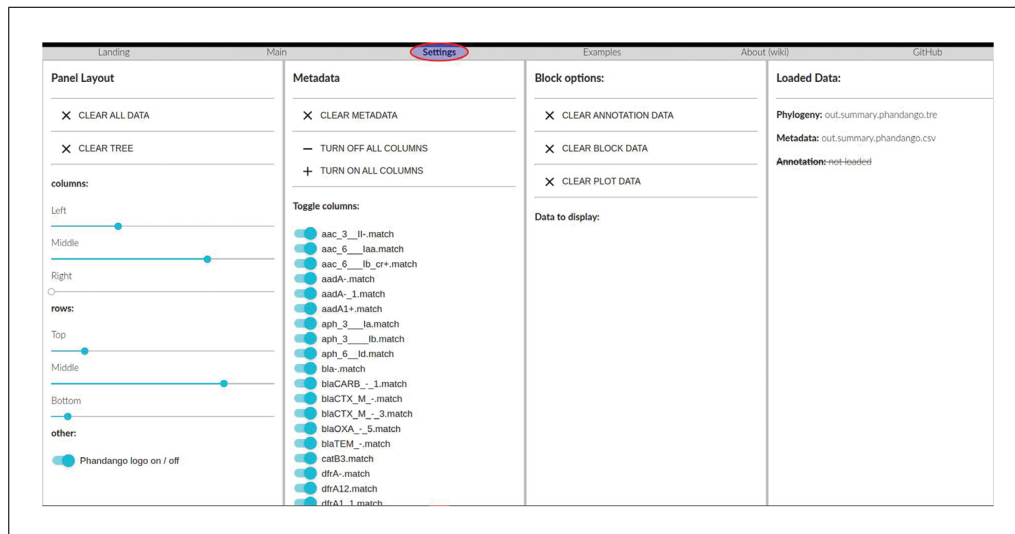 Landing Main Settings Examples About (wiki) GitHub
Panel Layout
CLEAR ALL DATA
CLEAR TREE
columns:
Left
Middle
Right
rows:
Top
Middle
Bottom
other:
Phandango logo on / off
Metadata
CLEAR METADATA
TURN OFF ALL COLUMNS
TURN ON ALL COLUMNS
Toggle columns:
aac_3__II-.match
aac_6___Iaa.match
aac_6___Ib_cr+.match
aadA-.match
aadA-_1.match
aadA1+.match
aph_3___Ia.match
aph_3____Ib.match
aph_6__Id.match
bla-.match
blaCARB_-_1.match
blaCTX_M_-.match
blaCTX_M_-_3.match
blaOXA_-_5.match
blaTEM_-.match
catB3.match
dfrA-.match
dfrA12.match
dfrA1_1.match
Block options:
CLEAR ANNOTATION DATA
CLEAR BLOCK DATA
CLEAR PLOT DATA
Data to display:
Loaded Data:
Phylogeny: out.summary.phandango.tre
Metadata: out.summary.phandango.csv
Annotation: not loaded